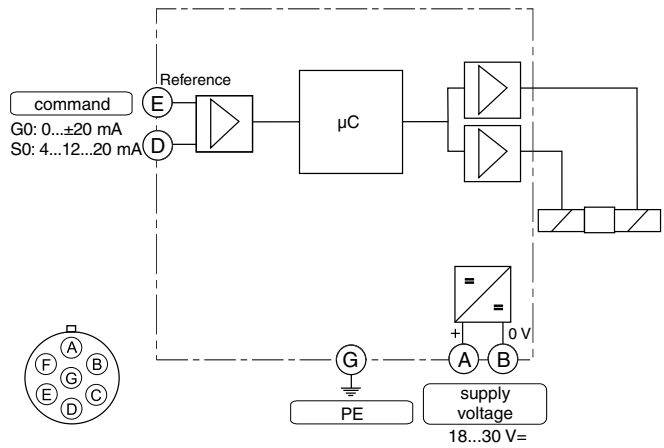 Reference
command
E
G0: 0...±20 mA
S0: 4...12...20 mA
D
µC
+
0 V
G
A
B
PE
supply
voltage
18...30 V=
A
F
B
G
E
C
D